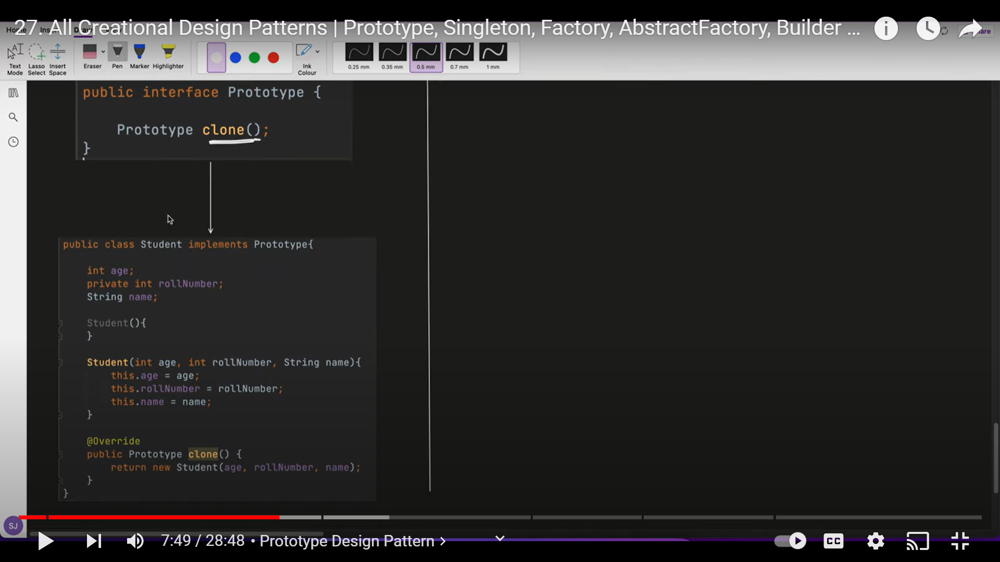 27. All Creational Design Patterns | Prototype, Singleton, Factory, AbstractFactory, Builder ...
Home Draw
Text Mode
Lasso Select
Insert Space
Eraser
Pen
Marker
Highlighter
Ink Colour
0.25 mm
0.35 mm
0.5 mm
0.7 mm
1 mm
public interface Prototype {
Prototype clone();
}
public class Student implements Prototype{
int age;
private int rollNumber;
String name;
Student(){
}
Student(int age, int rollNumber, String name){
this.age = age;
this.rollNumber = rollNumber;
this.name = name;
}
@Override
public Prototype clone() {
return new Student(age, rollNumber, name);
}
}
SJ
7:49 / 28:48 • Prototype Design Pattern
CC